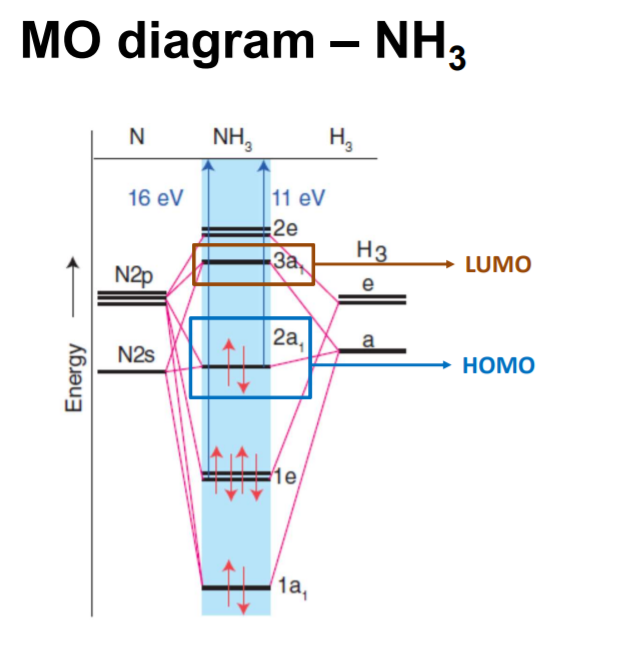 MO diagram – NH₃
N NH₃ H₃
16 eV 11 eV
2e
3a₁
H3
LUMO
N2p
e
2a₁
a
N2s
HOMO
Energy
1e
1a₁